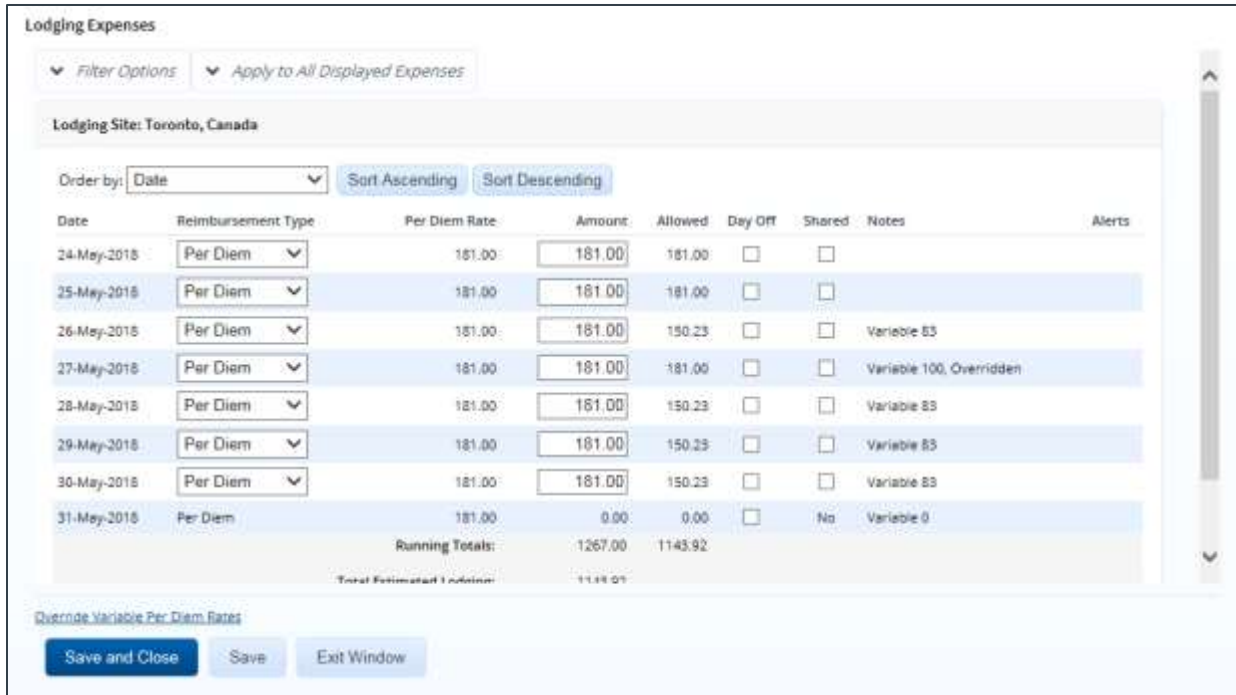 Lodging Expenses
Filter Options Apply to All Displayed Expenses
Lodging Site: Toronto, Canada
Order by: Date Sort Ascending Sort Descending
Date Reimbursement Type Per Diem Rate Amount Allowed Day Off Shared Notes Alerts
24-May-2018 Per Diem 181.00 181.00 181.00
25-May-2018 Per Diem 181.00 181.00 181.00
26-May-2018 Per Diem 181.00 181.00 150.23 Variable 83
27-May-2018 Per Diem 181.00 181.00 181.00 Variable 100, Overridden
28-May-2018 Per Diem 181.00 181.00 150.23 Variable 83
29-May-2018 Per Diem 181.00 181.00 150.23 Variable 83
30-May-2018 Per Diem 181.00 181.00 150.23 Variable 83
31-May-2018 Per Diem 181.00 0.00 0.00 No Variable 0
Running Totals: 1267.00 1143.92
Total Estimated Lodging: 1143.92
Override Variable Per Diem Rates
Save and Close Save Exit Window